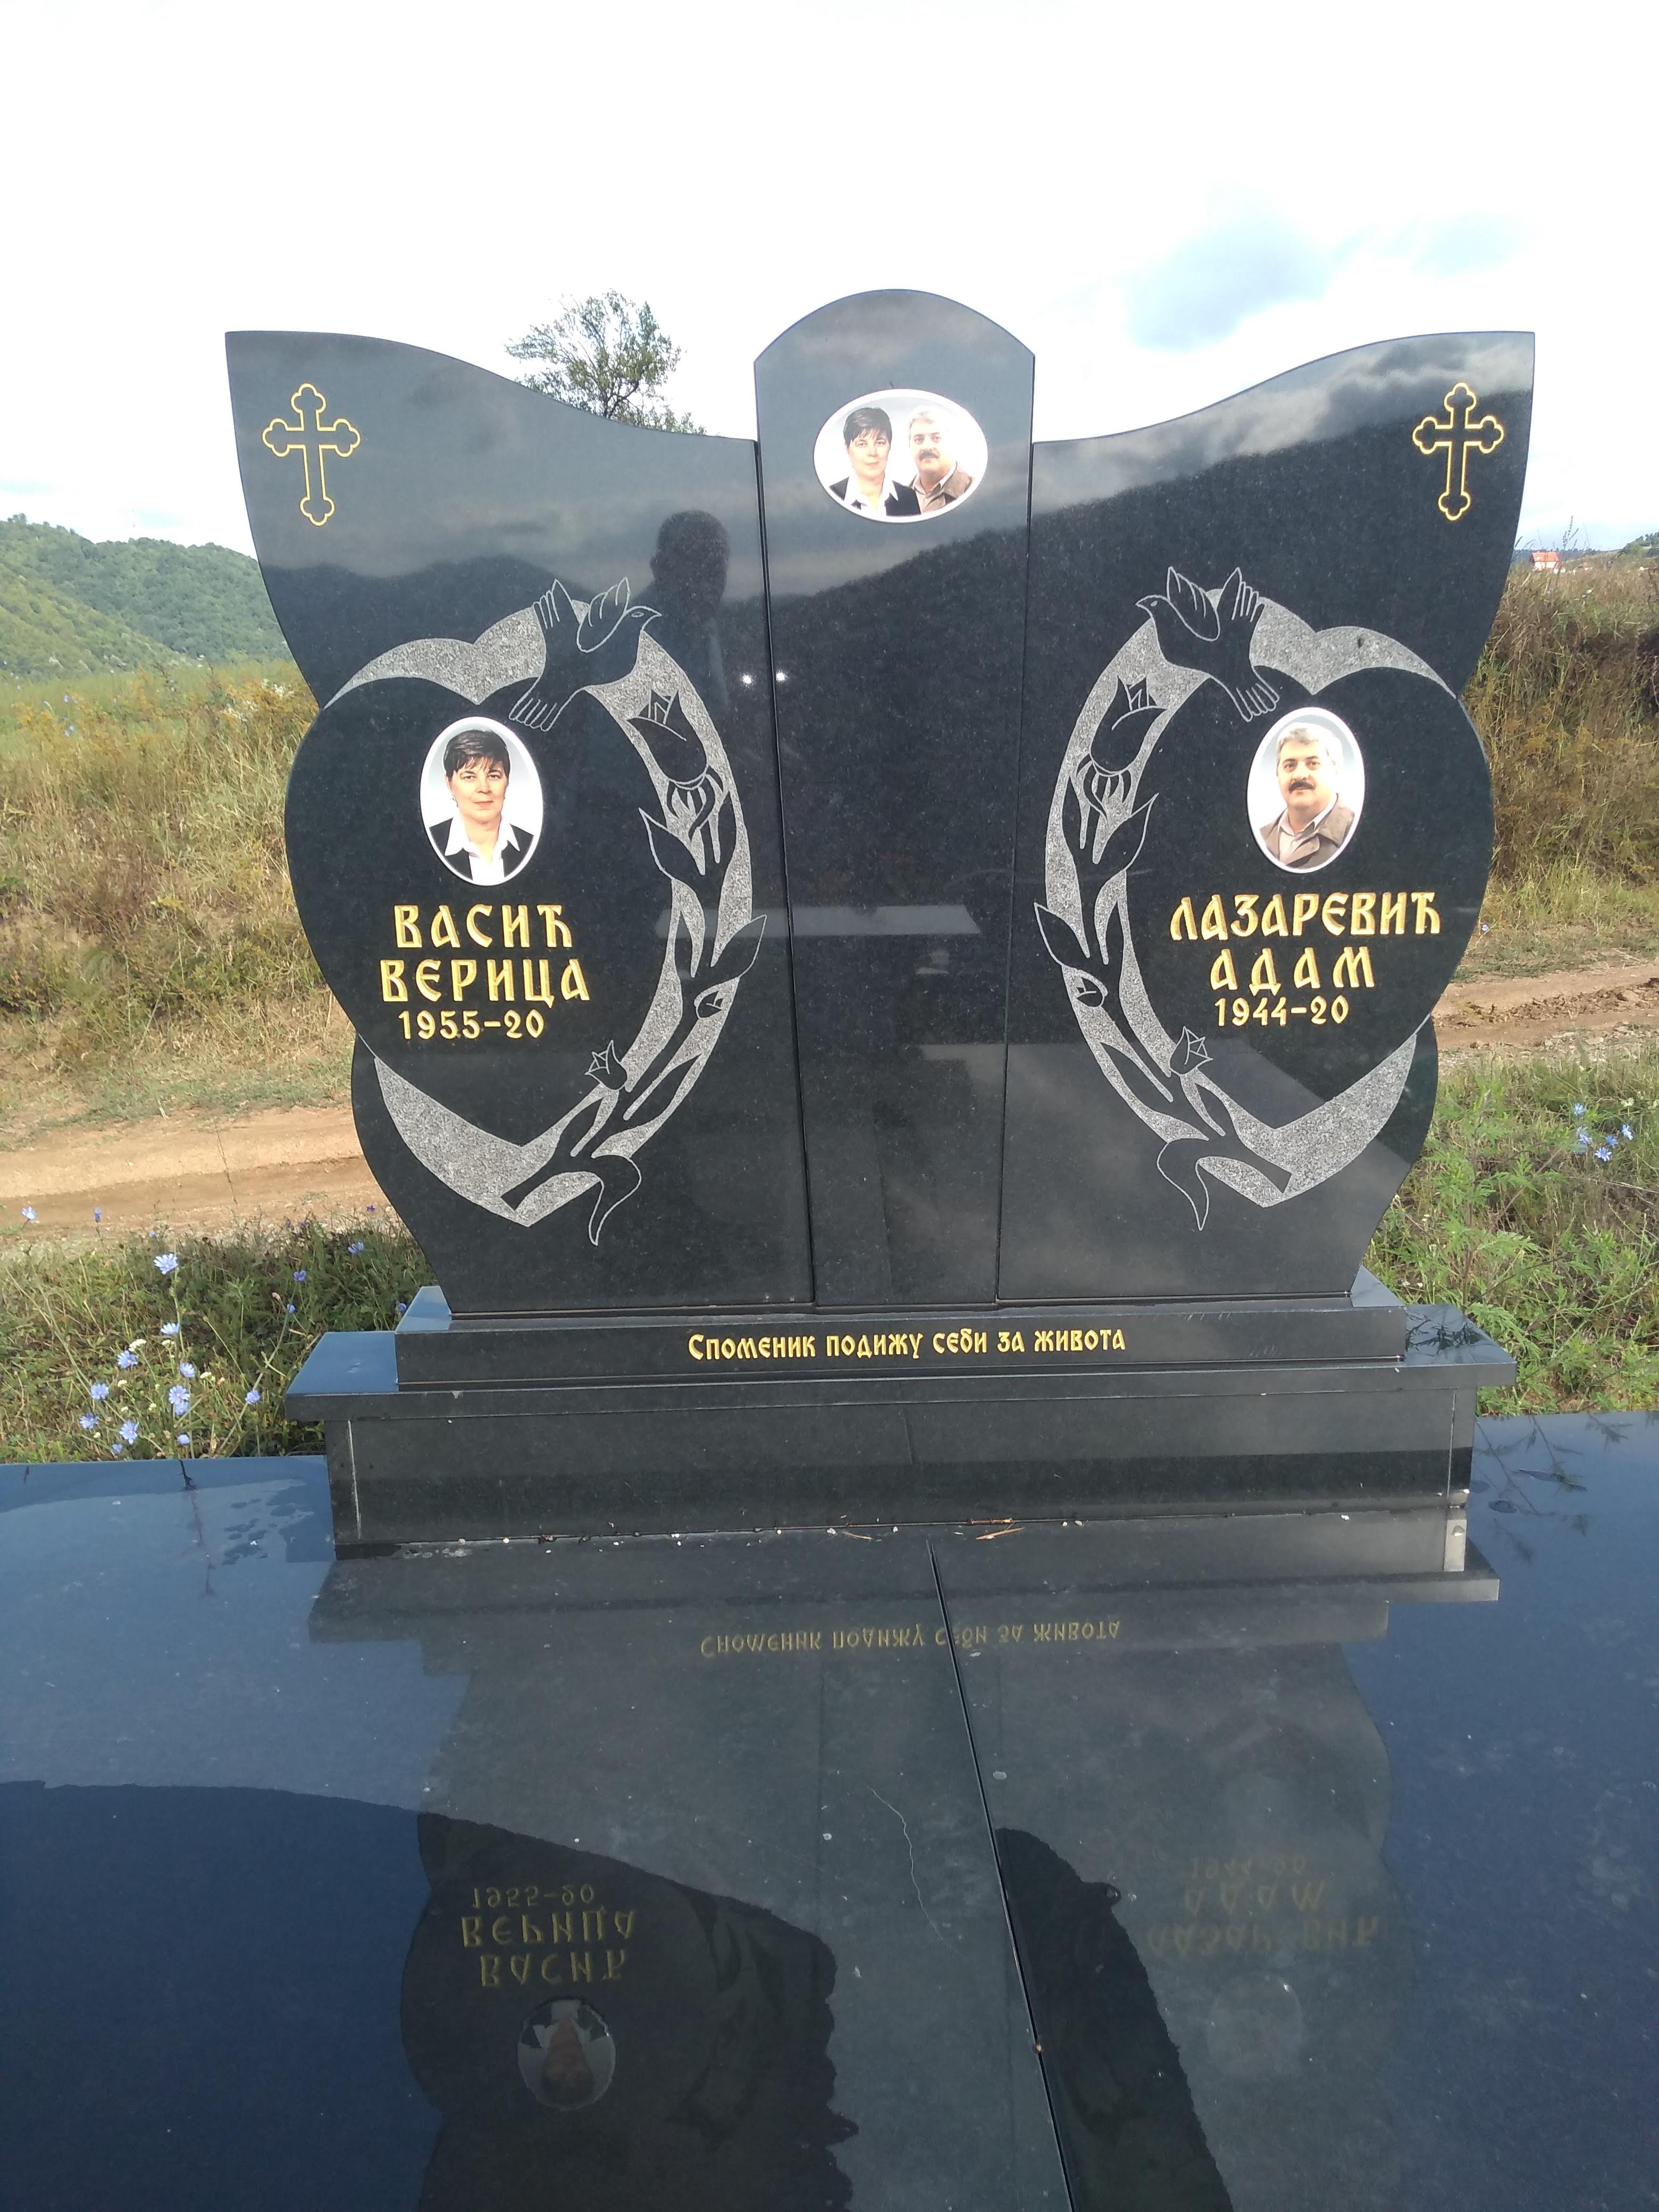 ВАСИЋ
ВЕРИЦА
1955-20
ЛАЗАРЕВИЋ
АДАМ
1944-20
Споменик подижу себи за живота